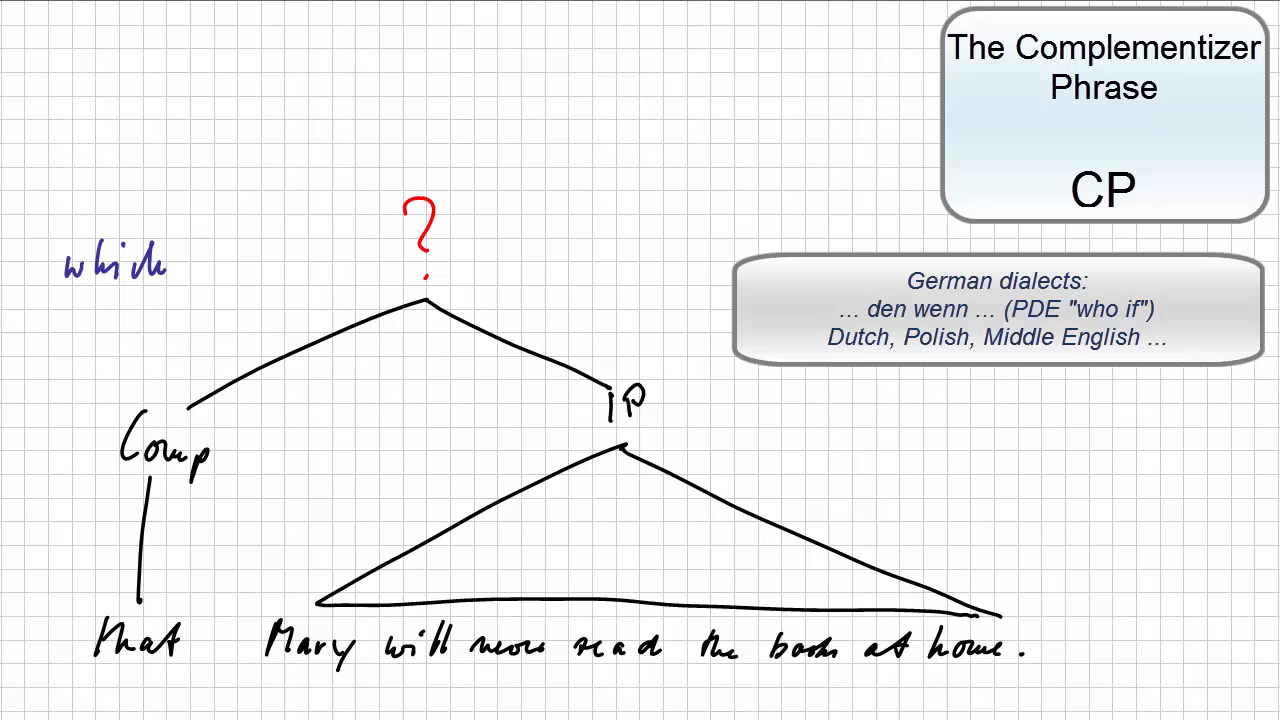 The Complementizer
Phrase
CP
German dialects:
... den wenn ... (PDE "who if")
Dutch, Polish, Middle English ...
which
?
Comp
IP
that Mary will never read the book at home.